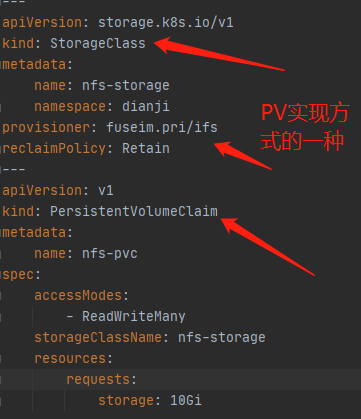 ---
apiVersion: storage.k8s.io/v1
kind: StorageClass
metadata:
    name: nfs-storage
    namespace: dianji
provisioner: fuseim.pri/ifs
reclaimPolicy: Retain
PV实现方
式的一种
---
apiVersion: v1
kind: PersistentVolumeClaim
metadata:
    name: nfs-pvc
spec:
    accessModes:
        - ReadWriteMany
    storageClassName: nfs-storage
    resources:
        requests:
            storage: 10Gi